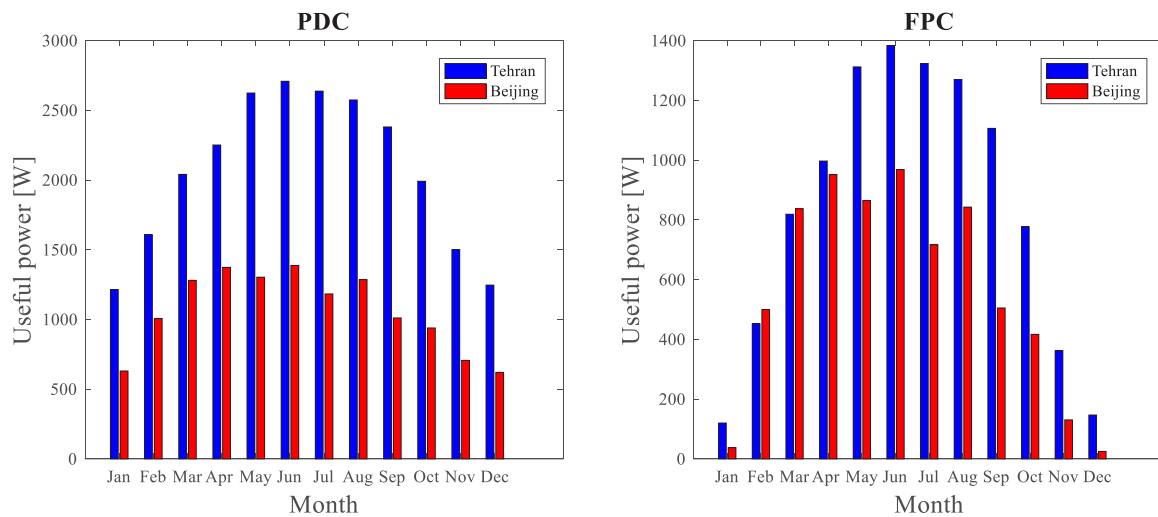 PDC
3000
2500
2000
1500
1000
500
0
Useful power [W]
Tehran
Beijing
Jan Feb Mar Apr May Jun Jul Aug Sep Oct Nov Dec
Month
FPC
1400
1200
1000
800
600
400
200
0
Useful power [W]
Tehran
Beijing
Jan Feb Mar Apr May Jun Jul Aug Sep Oct Nov Dec
Month